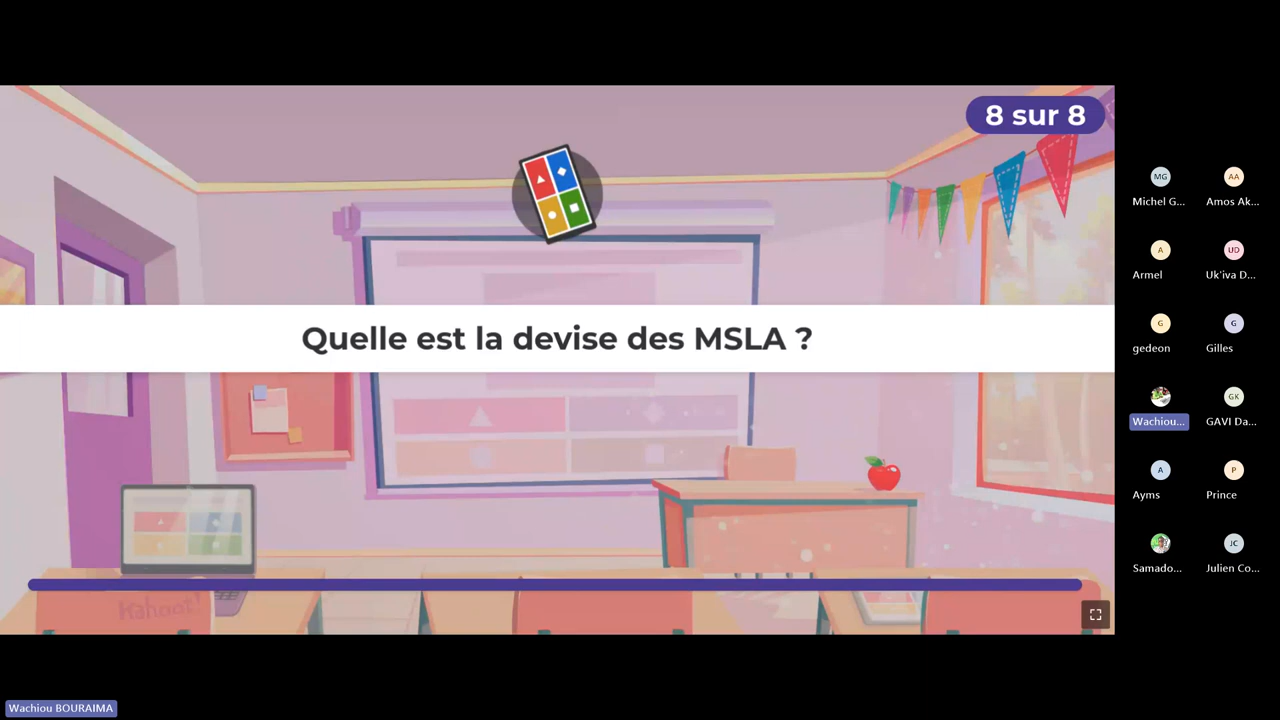 8 sur 8
Quelle est la devise des MSLA ?
Kahoot!
MG
Michel G...
AA
Amos Ak...
A
Armel
UD
Uk'iva D...
G
gedeon
G
Gilles
Wachiou...
GK
GAVI Da...
A
Ayms
P
Prince
Samado...
JC
Julien Co...
Wachiou BOURAIMA